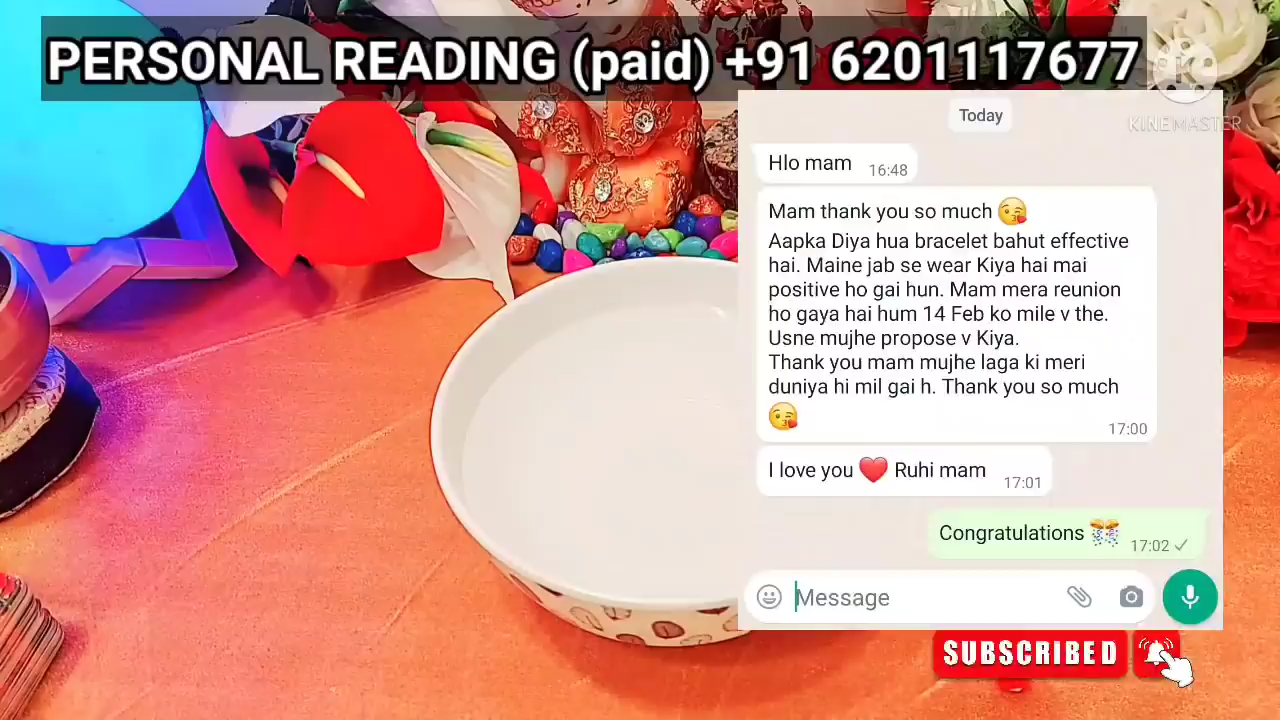 PERSONAL READING (paid) +91 6201117677
KINEMASTER
Today
Hlo mam 16:48
Mam thank you so much 😘
Aapka Diya hua bracelet bahut effective
hai. Maine jab se wear Kiya hai mai
positive ho gai hun. Mam mera reunion
ho gaya hai hum 14 Feb ko mile v the.
Usne mujhe propose v Kiya.
Thank you mam mujhe laga ki meri
duniya hi mil gai h. Thank you so much
😘 17:00
I love you ❤️ Ruhi mam 17:01
Congratulations 🎊 17:02
Message
SUBSCRIBED